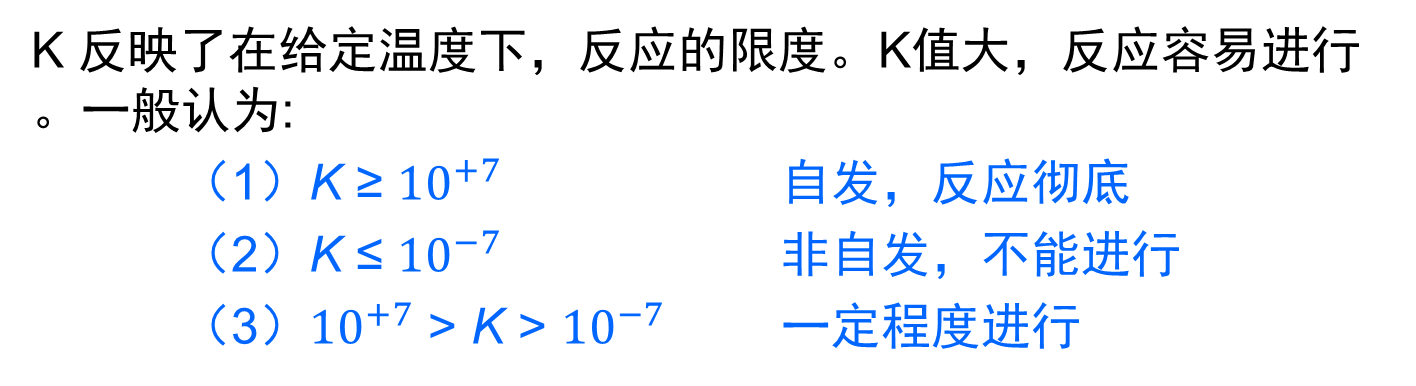 K 反映了在给定温度下，反应的限度。K值大，反应容易进行
。一般认为:
（1）K ≥ 10⁺⁷ 自发，反应彻底
（2）K ≤ 10⁻⁷ 非自发，不能进行
（3）10⁺⁷ > K > 10⁻⁷ 一定程度进行